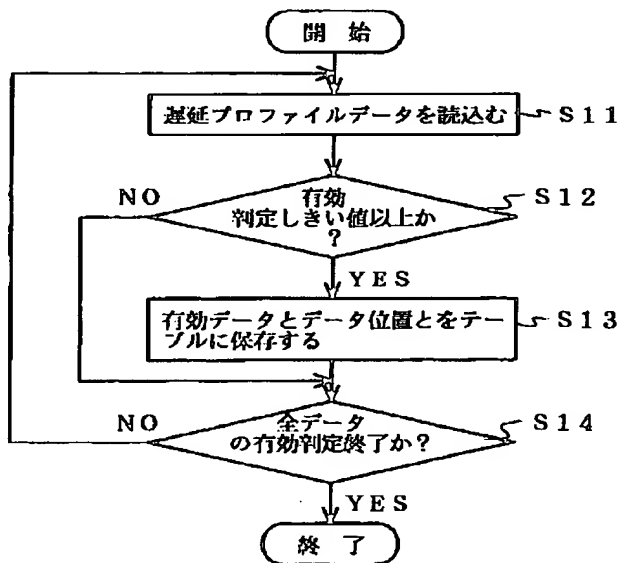 開 始
遅延プロファイルデータを読込む
S11
NO
有効
判定しきい値以上か
?
S12
YES
有効データとデータ位置とをテー
ブルに保存する
S13
NO
全データ
の有効判定終了か?
S14
YES
終 了